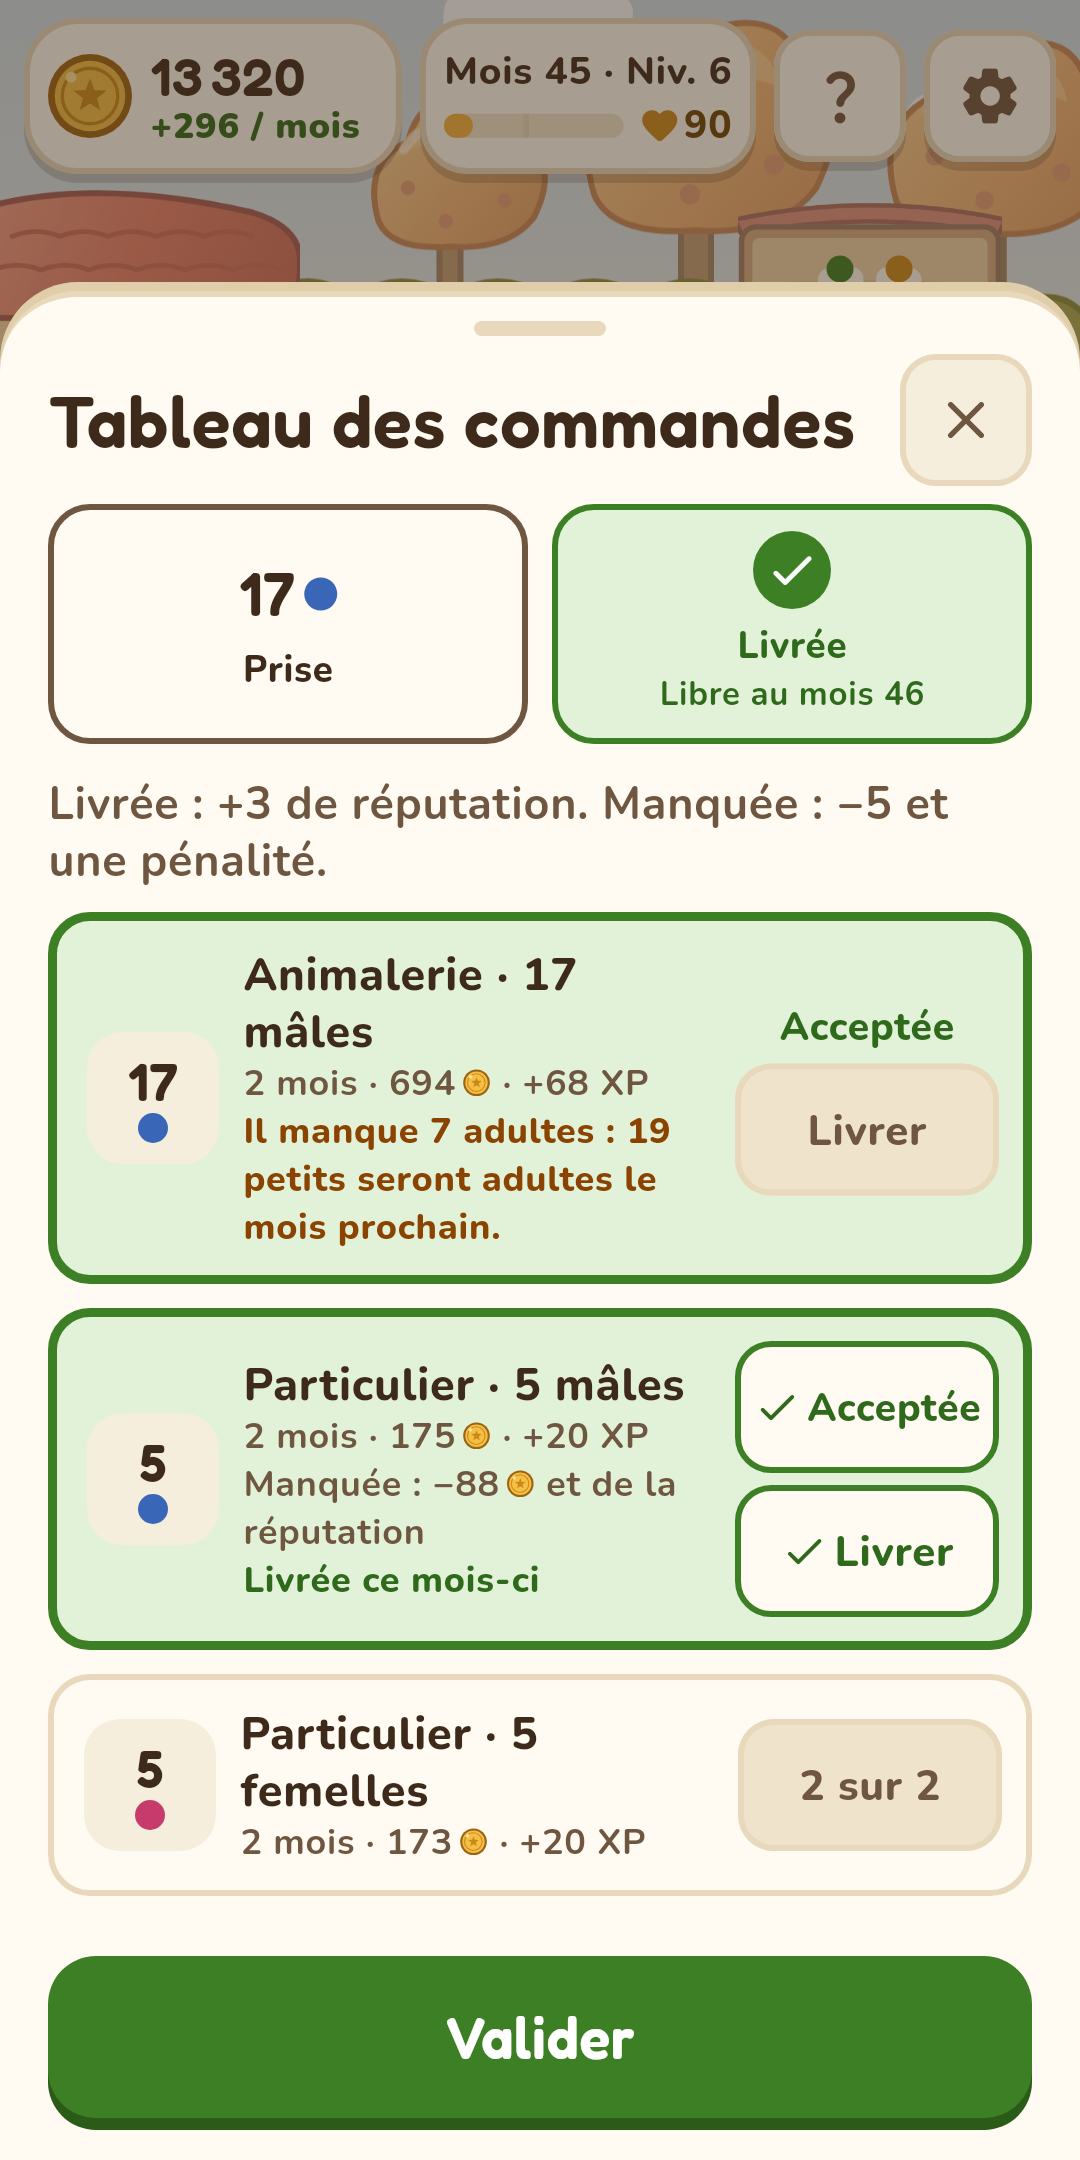 13 320
+296 / mois
Mois 45 · Niv. 6
90
?
Tableau des commandes
17
Prise
Livrée
Libre au mois 46
Livrée : +3 de réputation. Manquée : −5 et
une pénalité.
17
Animalerie · 17
mâles
2 mois · 694 · +68 XP
Il manque 7 adultes : 19
petits seront adultes le
mois prochain.
Acceptée
Livrer
5
Particulier · 5 mâles
2 mois · 175 · +20 XP
Manquée : −88 et de la
réputation
Livrée ce mois-ci
Acceptée
Livrer
5
Particulier · 5
femelles
2 mois · 173 · +20 XP
2 sur 2
Valider